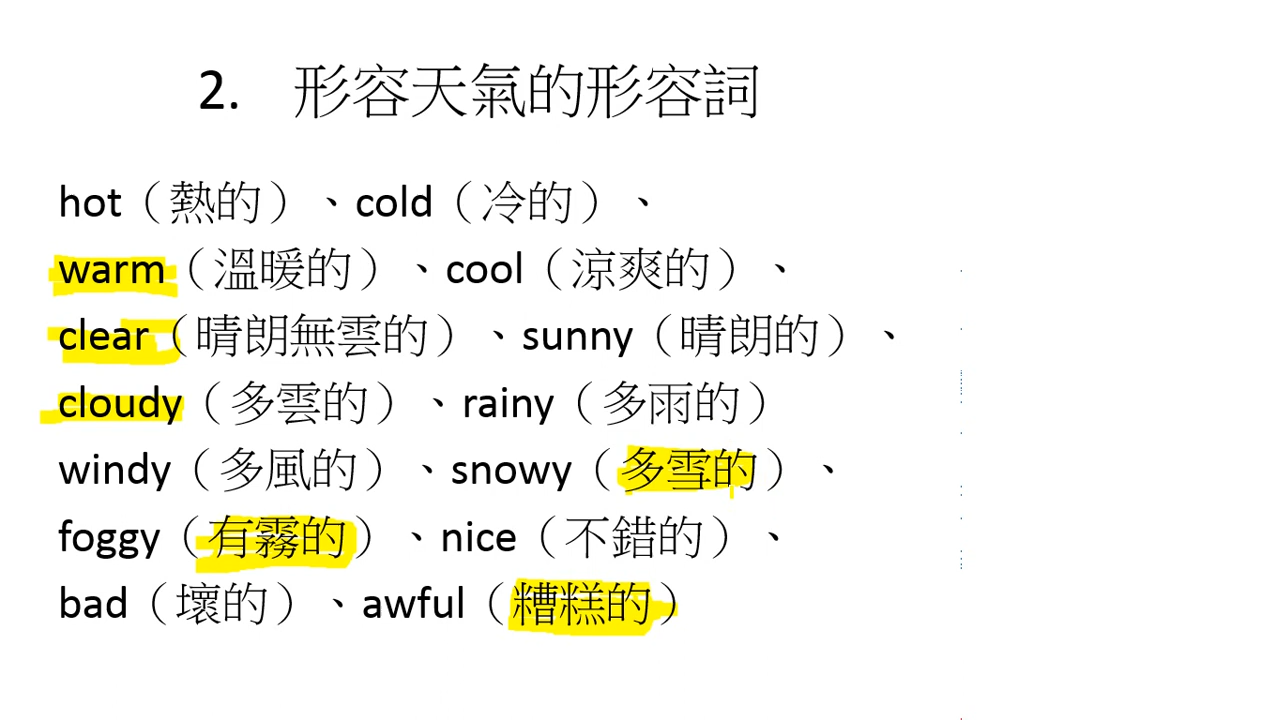 2. 形容天氣的形容詞
hot（熱的）、cold（冷的）、
warm（溫暖的）、cool（涼爽的）、
clear（晴朗無雲的）、sunny（晴朗的）、
cloudy（多雲的）、rainy（多雨的）
windy（多風的）、snowy（多雪的）、
foggy（有霧的）、nice（不錯的）、
bad（壞的）、awful（糟糕的）